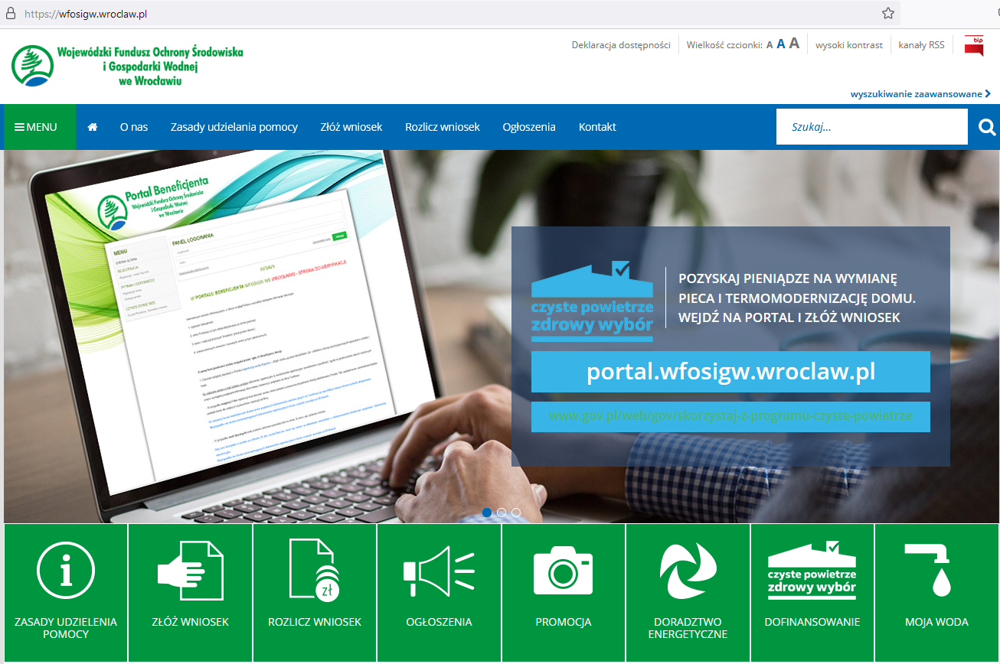 https://wfosigw.wroclaw.pl
Wojewódzki Fundusz Ochrony Środowiska
i Gospodarki Wodnej
we Wrocławiu
Deklaracja dostępności
Wielkość czcionki: A A A
wysoki kontrast
kanały RSS
bip
wyszukiwanie zaawansowane
MENU
O nas
Zasady udzielania pomocy
Złóż wniosek
Rozlicz wniosek
Ogłoszenia
Kontakt
Szukaj...
Portal Beneficjenta
Wojewódzki Fundusz Ochrony Środowiska
i Gospodarki Wodnej
we Wrocławiu
MENU
PANEL LOGOWANIA
WITAMY
czyste powietrze
zdrowy wybór
POZYSKAJ PIENIĄDZE NA WYMIANĘ
PIECA I TERMOMODERNIZACJĘ DOMU.
WEJDŹ NA PORTAL I ZŁÓŻ WNIOSEK
portal.wfosigw.wroclaw.pl
www.gov.pl/web/gov/skorzystaj-z-programu-czyste-powietrze
ZASADY UDZIELENIA
POMOCY
ZŁÓŻ WNIOSEK
zł
ROZLICZ WNIOSEK
OGŁOSZENIA
PROMOCJA
DORADZTWO
ENERGETYCZNE
czyste powietrze
zdrowy wybór
DOFINANSOWANIE
MOJA WODA